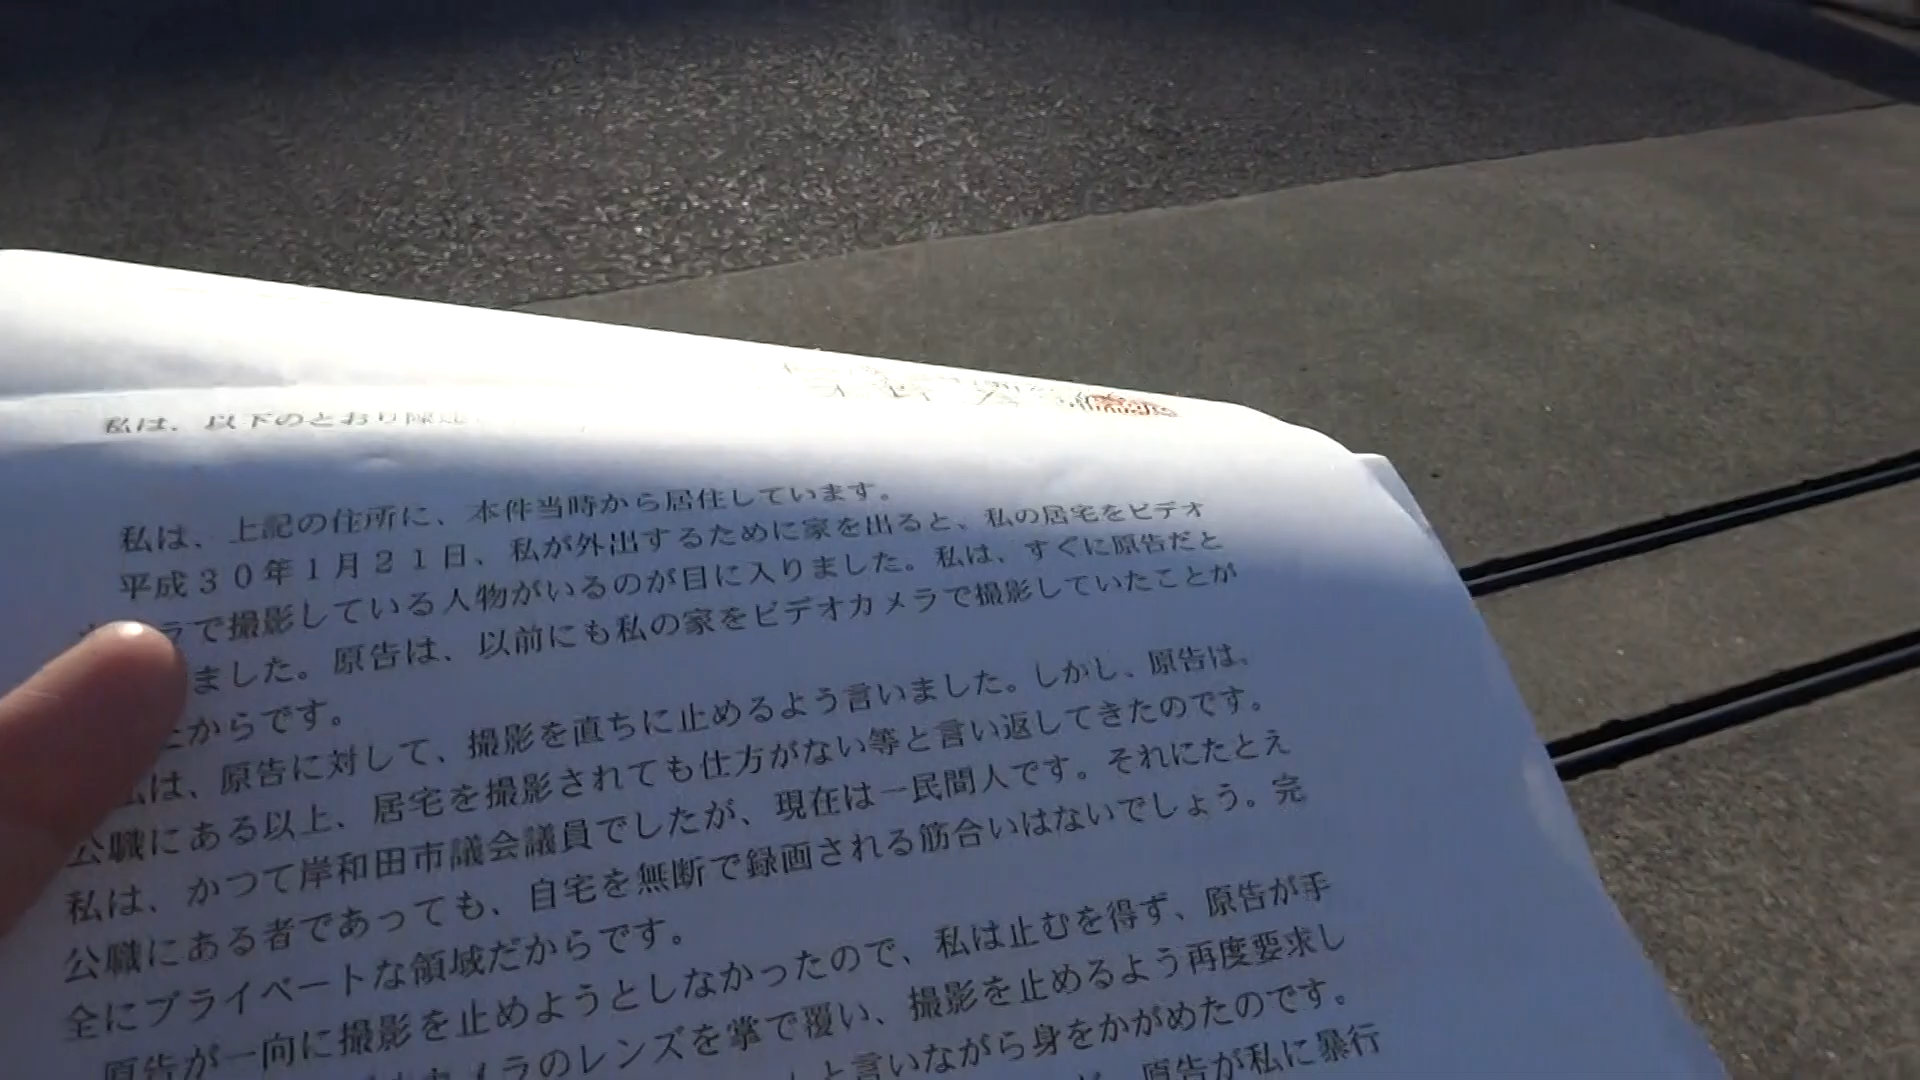 私は、以下のとおり陳述
私は、上記の住所に、本件当時から居住しています。
平成30年1月21日、私が外出するために家を出ると、私の居宅をビデオ
ラで撮影している人物がいるのが目に入りました。私は、すぐに原告だと
ました。原告は、以前にも私の家をビデオカメラで撮影していたことが
からです。
は、原告に対して、撮影を直ちに止めるよう言いました。しかし、原告は、
公職にある以上、居宅を撮影されても仕方がない等と言い返してきたのです。
私は、かつて岸和田市議会議員でしたが、現在は一民間人です。それにたとえ
公職にある者であっても、自宅を無断で録画される筋合いはないでしょう。完
全にプライベートな領域だからです。
原告が一向に撮影を止めようとしなかったので、私は止むを得ず、原告が手
メラのレンズを掌で覆い、撮影を止めるよう再度要求し
と言いながら身をかがめたのです。
原告が私に暴行